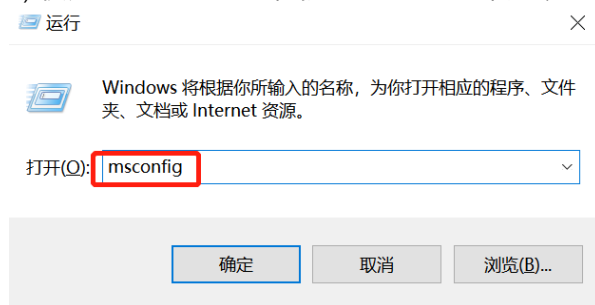 运行
Windows 将根据你所输入的名称，为你打开相应的程序、文件
夹、文档或 Internet 资源。
打开(O): msconfig
确定 取消 浏览(B)...